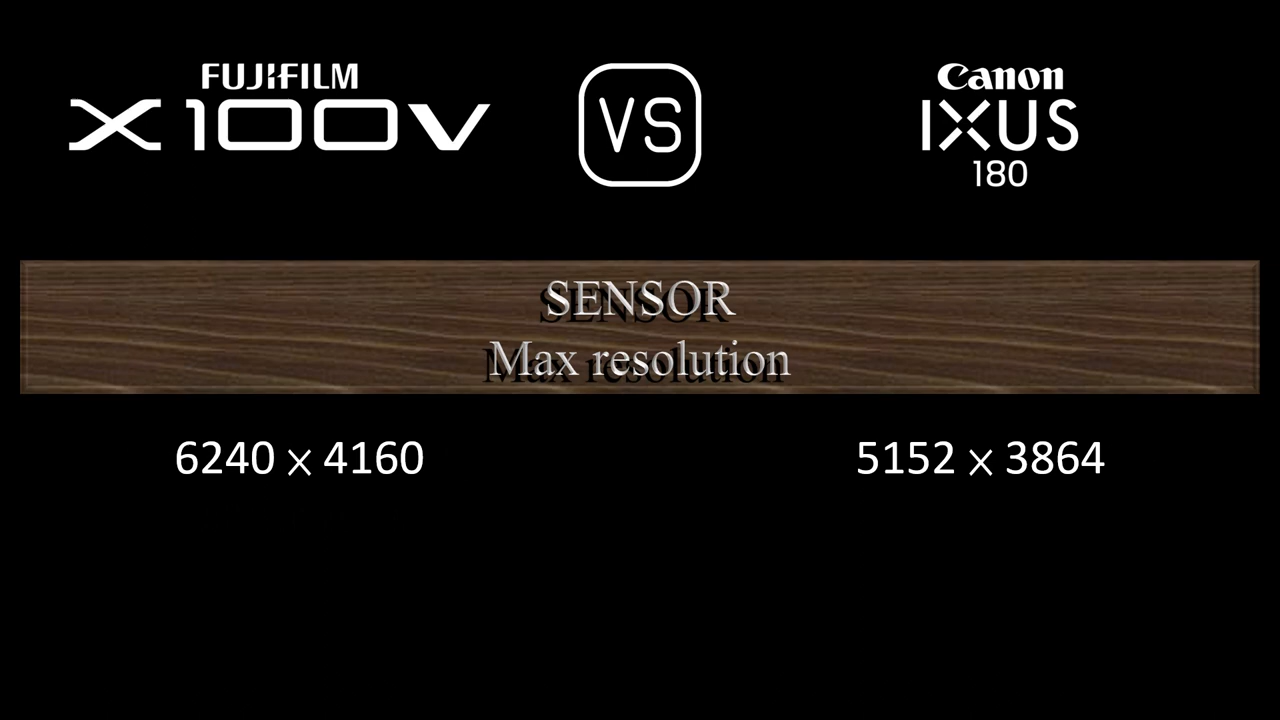 FUJIFILM
X100V
VS
Canon
IXUS
180
SENSOR
Max resolution
6240 x 4160
5152 x 3864